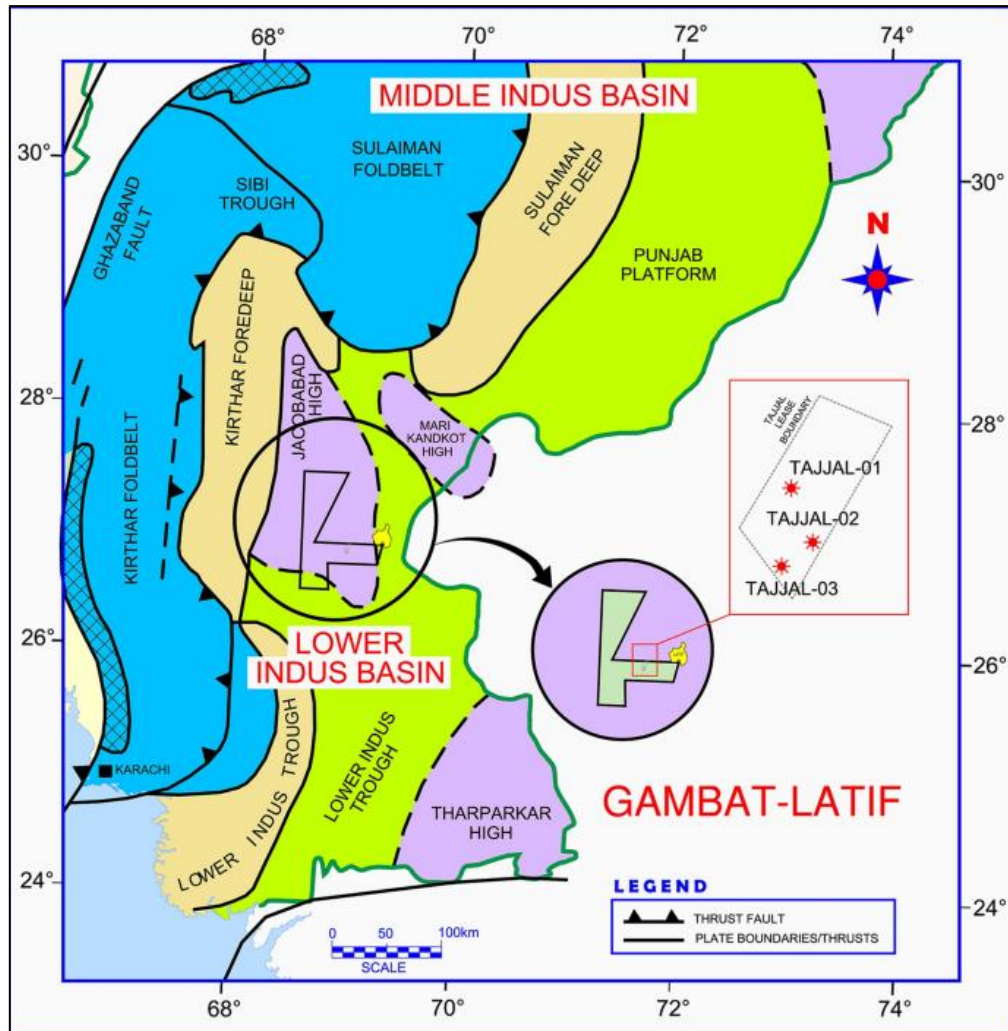 68°
70°
72°
74°
MIDDLE INDUS BASIN
30°
30°
SULAIMAN
FOLDBELT
SIBI
TROUGH
GHAZABAND
FAULT
SULAIMAN
FORE DEEP
PUNJAB
PLATFORM
N
28°
28°
KIRTHAR FOREDEEP
JACOBABAD
HIGH
MARI
KANDKOT
HIGH
KIRTHAR FOLDBELT
TAJJAL
LEASE
BOUNDARY
TAJJAL-01
TAJJAL-02
TAJJAL-03
26°
26°
LOWER
INDUS BASIN
LOWER INDUS TROUGH
LOWER INDUS
TROUGH
KARACHI
THARPARKAR
HIGH
GAMBAT-LATIF
24°
24°
LEGEND
THRUST FAULT
PLATE BOUNDARIES/THRUSTS
0 50 100km
SCALE
68°
70°
72°
74°